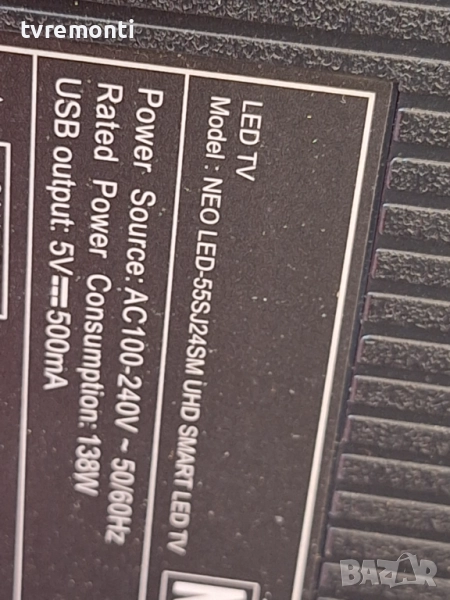 tvremonti
LED TV
Model : NEO LED-55SJ24SM UHD SMART LED TV
Power Source: AC100-240V ~ 50/60Hz
Rated Power Consumption: 138W
USB output: 5V⎓500mA
BAZAR